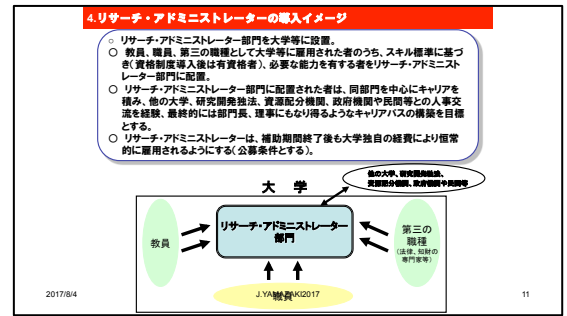 4.リサーチ・アドミニストレーターの導入イメージ
○ リサーチ・アドミニストレーター部門を大学等に設置。
○ 教員、職員、第三の職種として大学等に雇用された者のうち、スキル標準に基づ
き(資格制度導入後は有資格者)、必要な能力を有する者をリサーチ・アドミニスト
レーター部門に配置。
○ リサーチ・アドミニストレーター部門に配置された者は、同部門を中心にキャリアを
積み、他の大学、研究開発独法、資源配分機関、政府機関や民間等との人事交
流を経験、最終的には部門長、理事にもなり得るようなキャリアパスの構築を目標
とする。
○ リサーチ・アドミニストレーターは、補助期間終了後も大学独自の経費により恒常
的に雇用されるようにする(公募条件とする)。
他の大学、研究開発独法、
資源配分機関、政府機関や民間等
大 学
教員
リサーチ・アドミニストレーター
部門
第三の
職種
(法律、知財の
専門家等)
職員
2017/8/4
J.YAMAZAKI2017
11